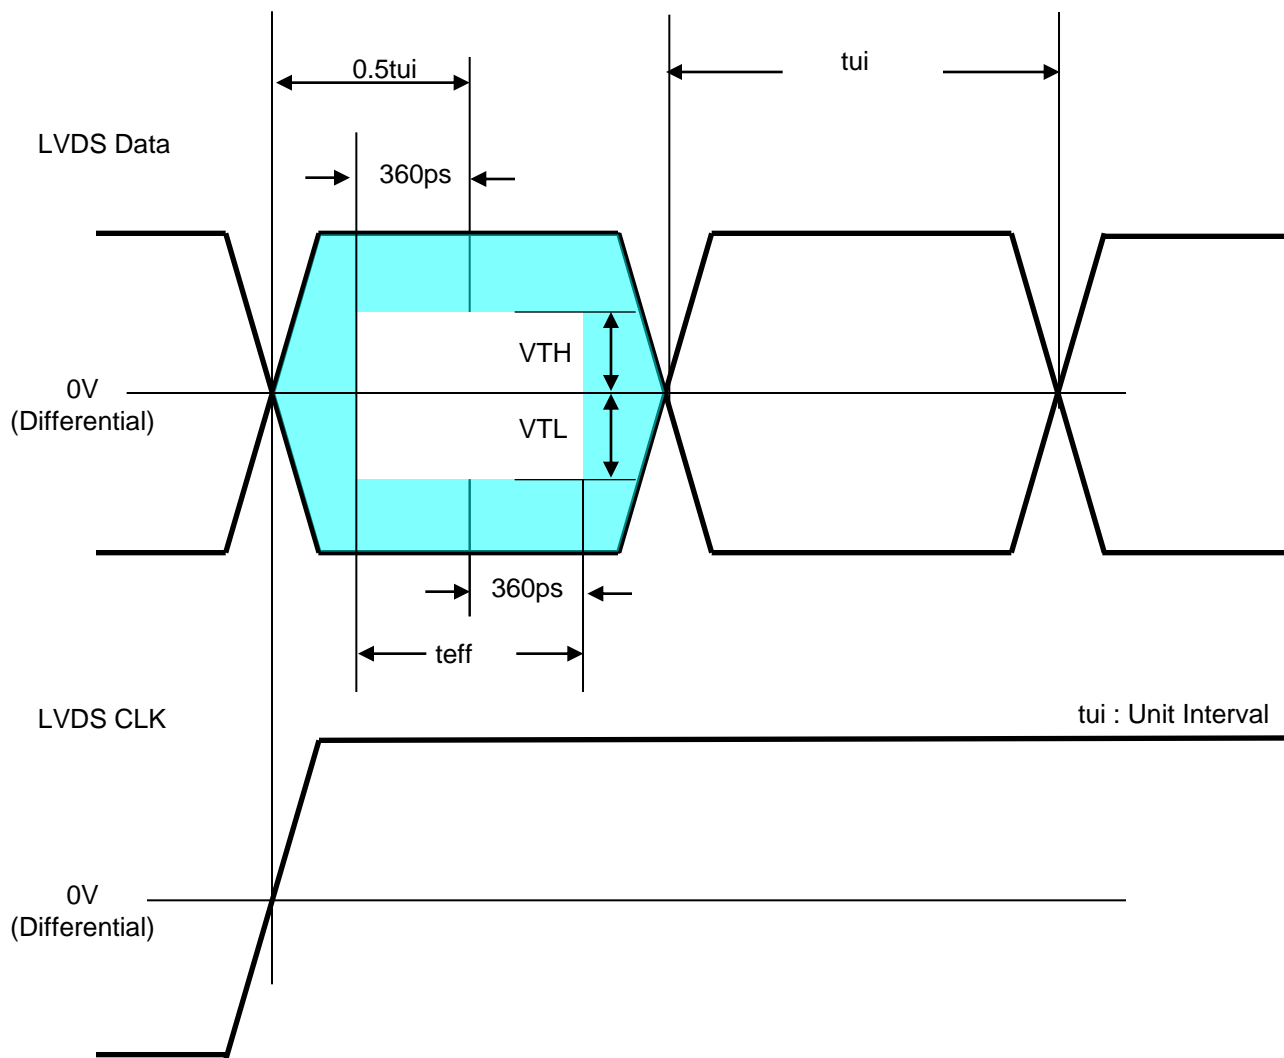 0.5tui
tui
LVDS Data
360ps
VTH
0V
(Differential)
VTL
360ps
teff
LVDS CLK
tui : Unit Interval
0V
(Differential)